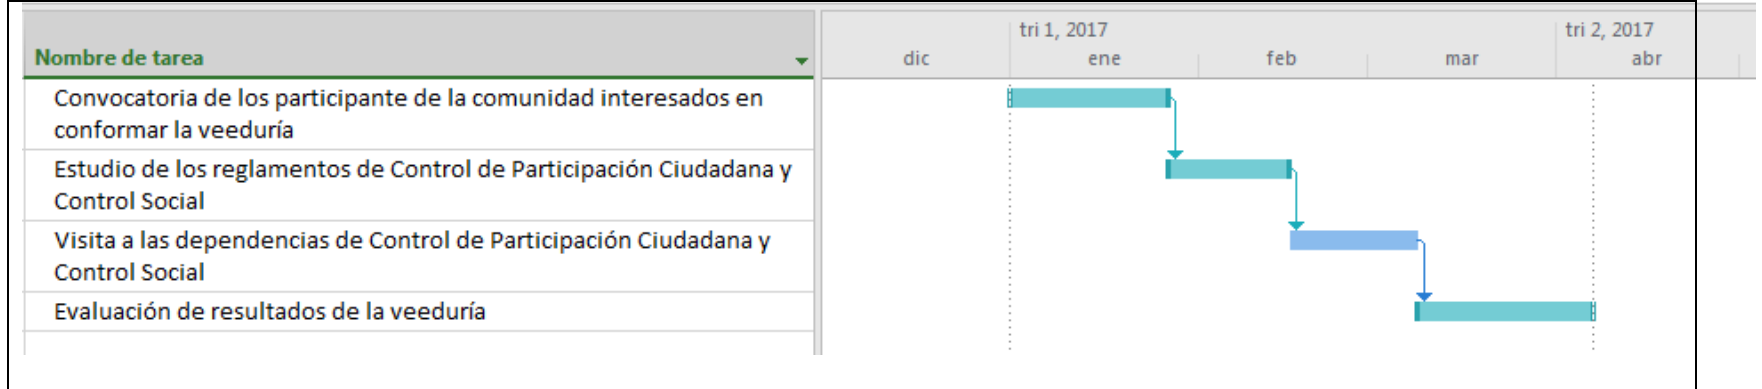 tri 1, 2017
tri 2, 2017
Nombre de tarea
dic
ene
feb
mar
abr
Convocatoria de los participante de la comunidad interesados en
conformar la veeduría
Estudio de los reglamentos de Control de Participación Ciudadana y
Control Social
Visita a las dependencias de Control de Participación Ciudadana y
Control Social
Evaluación de resultados de la veeduría